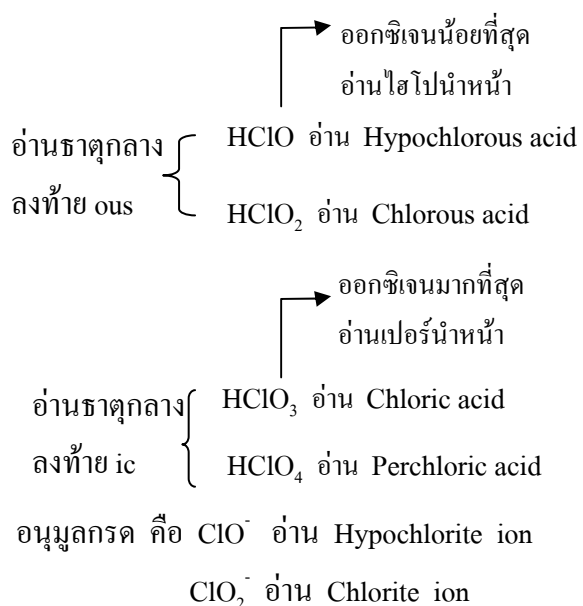 ออกซิเจนน้อยที่สุด
อ่านไฮโปนำหน้า
อ่านธาตุกลาง
ลงท้าย ous
HClO อ่าน Hypochlorous acid
HClO₂ อ่าน Chlorous acid
ออกซิเจนมากที่สุด
อ่านเปอร์นำหน้า
อ่านธาตุกลาง
ลงท้าย ic
HClO₃ อ่าน Chloric acid
HClO₄ อ่าน Perchloric acid
อนุมูลกรด คือ ClO⁻ อ่าน Hypochlorite ion
ClO₂⁻ อ่าน Chlorite ion